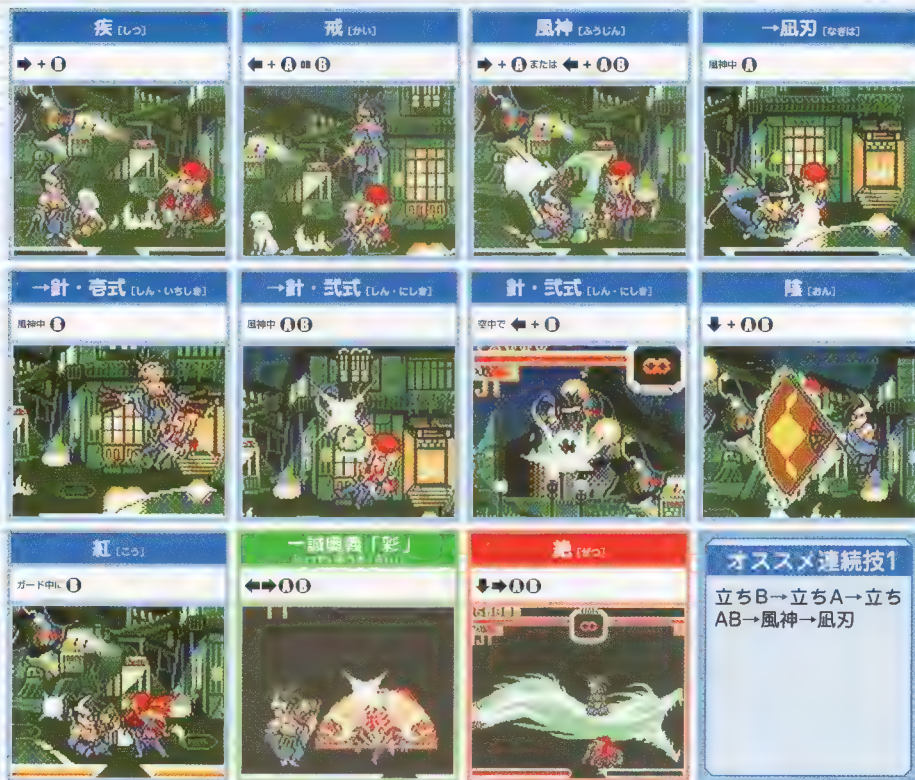 疾 [しつ]
➡ + Ⓑ
戒 [かい]
⬅ + Ⓐ OR Ⓑ
風神 [ふうじん]
➡ + Ⓐ または ⬅ + ⒶⒷ
→凪刃 [なぎは]
風神中 Ⓐ
→針・壱式 [しん・いちしき]
風神中 Ⓑ
→針・弐式 [しん・にしき]
風神中 ⒶⒷ
針・弐式 [しん・にしき]
空中で ⬅ + Ⓑ
陰 [おん]
⬇ + ⒶⒷ
紅 [こう]
ガード中に Ⓑ
一誠奥義「彩」
⬅➡ⒶⒷ
彩
絶 [ぜつ]
⬇➡ⒶⒷ
オススメ連続技1
立ちB→立ちA→立ち
AB→風神→凪刃